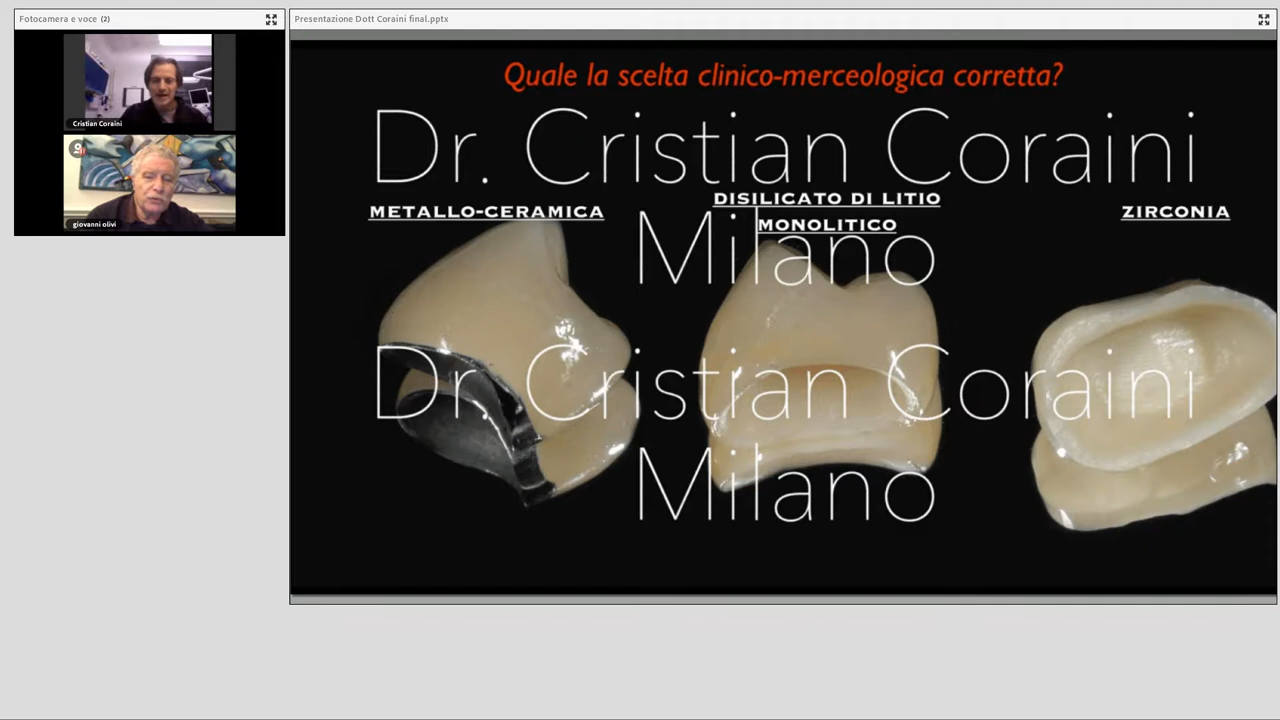 Fotocamera e voce (2)
Cristian Coraini
giovanni olivi
Presentazione Dott Coraini final.pptx
Quale la scelta clinico-merceologica corretta?
Dr. Cristian Coraini
METALLO-CERAMICA
DISILICATO DI LITIO
MONOLITICO
ZIRCONIA
Milano
Dr. Cristian Coraini
Milano